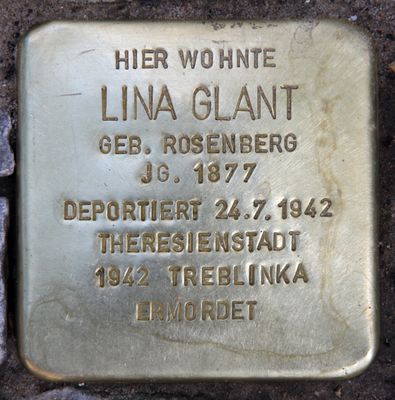 HIER WOHNTE
LINA GLANT
GEB. ROSENBERG
JG. 1877
DEPORTIERT 24.7.1942
THERESIENSTADT
1942 TREBLINKA
ERMORDET